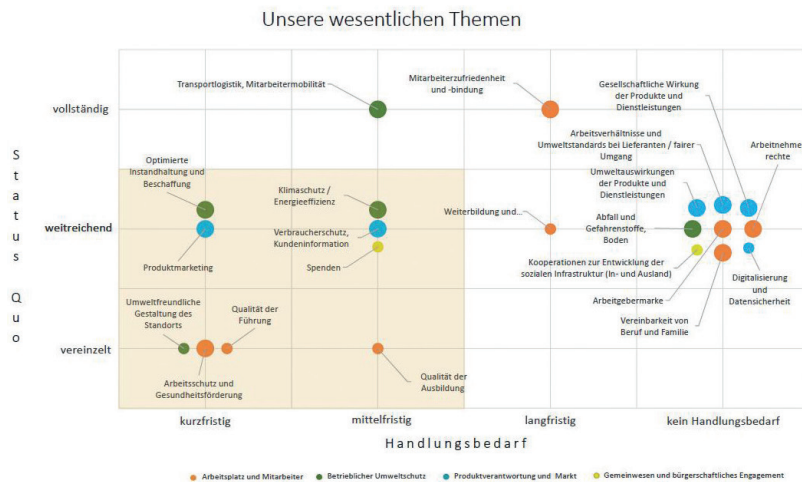 Unsere wesentlichen Themen
Status Quo
vollständig
weitreichend
vereinzelt
Transportlogistik, Mitarbeitermobilität
Mitarbeiterzufriedenheit
und -bindung
Gesellschaftliche Wirkung
der Produkte und
Dienstleistungen
Arbeitsverhältnisse und
Umweltstandards bei Lieferanten / fairer
Umgang
Arbeitnehmer
rechte
Optimierte
Instandhaltung und
Beschaffung
Klimaschutz /
Energieeffizienz
Umweltauswirkungen
der Produkte und
Dienstleistungen
Weiterbildung und...
Abfall und
Gefahrenstoffe,
Boden
Verbraucherschutz,
Kundeninformation
Produktmarketing
Spenden
Kooperationen zur Entwicklung der
sozialen Infrastruktur (In- und Ausland)
Digitalisierung
und
Datensicherheit
Arbeitgebermarke
Umweltfreundliche
Gestaltung des
Standorts
Qualität der
Führung
Vereinbarkeit von
Beruf und Familie
Arbeitsschutz und
Gesundheitsförderung
Qualität der
Ausbildung
kurzfristig
mittelfristig
langfristig
kein Handlungsbedarf
Handlungsbedarf
Arbeitsplatz und Mitarbeiter
Betrieblicher Umweltschutz
Produktverantwortung und Markt
Gemeinwesen und bürgerschaftliches Engagement